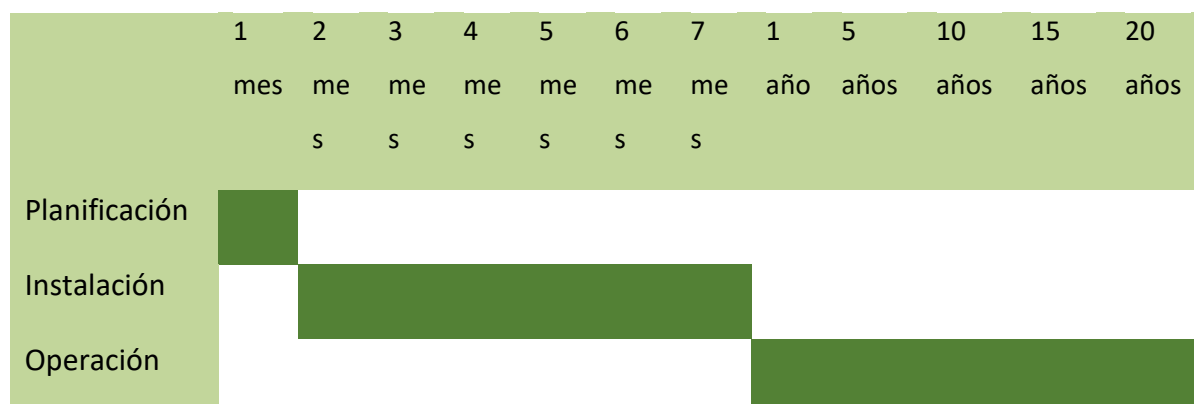 1 2 3 4 5 6 7 1 5 10 15 20
mes me me me me me me año años años años años
s s s s s s
Planificación
Instalación
Operación